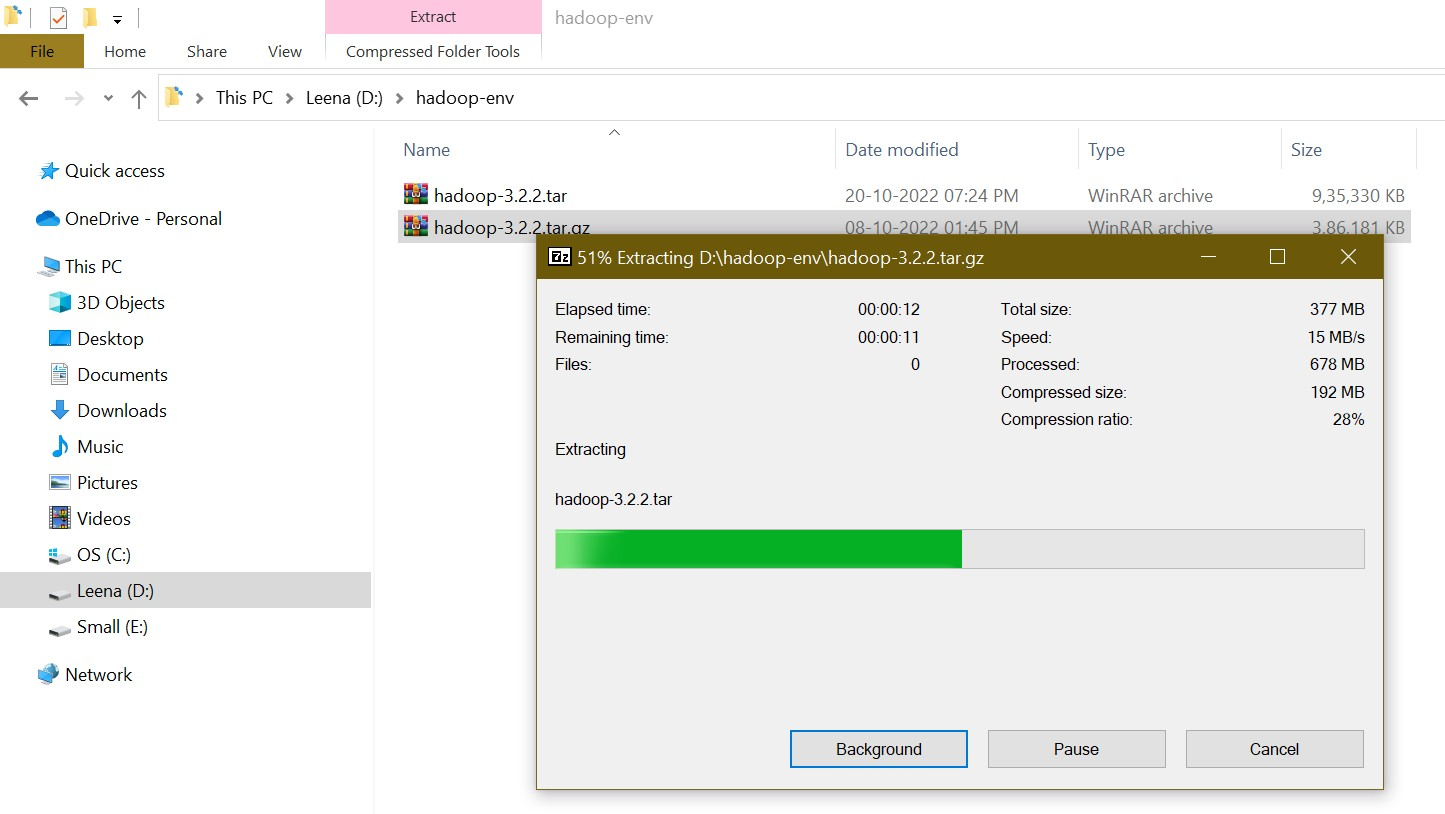 Extract hadoop-env
File Home Share View Compressed Folder Tools
This PC Leena (D:) hadoop-env
Name Date modified Type Size
hadoop-3.2.2.tar 20-10-2022 07:24 PM WinRAR archive 9,35,330 KB
hadoop-3.2.2.tar.gz 08-10-2022 01:45 PM WinRAR archive 3,86,181 KB
Quick access
OneDrive - Personal
This PC
3D Objects
Desktop
Documents
Downloads
Music
Pictures
Videos
OS (C:)
Leena (D:)
Small (E:)
Network
7z 51% Extracting D:\hadoop-env\hadoop-3.2.2.tar.gz
Elapsed time: 00:00:12 Total size: 377 MB
Remaining time: 00:00:11 Speed: 15 MB/s
Files: 0 Processed: 678 MB
Compressed size: 192 MB
Compression ratio: 28%
Extracting
hadoop-3.2.2.tar
Background Pause Cancel